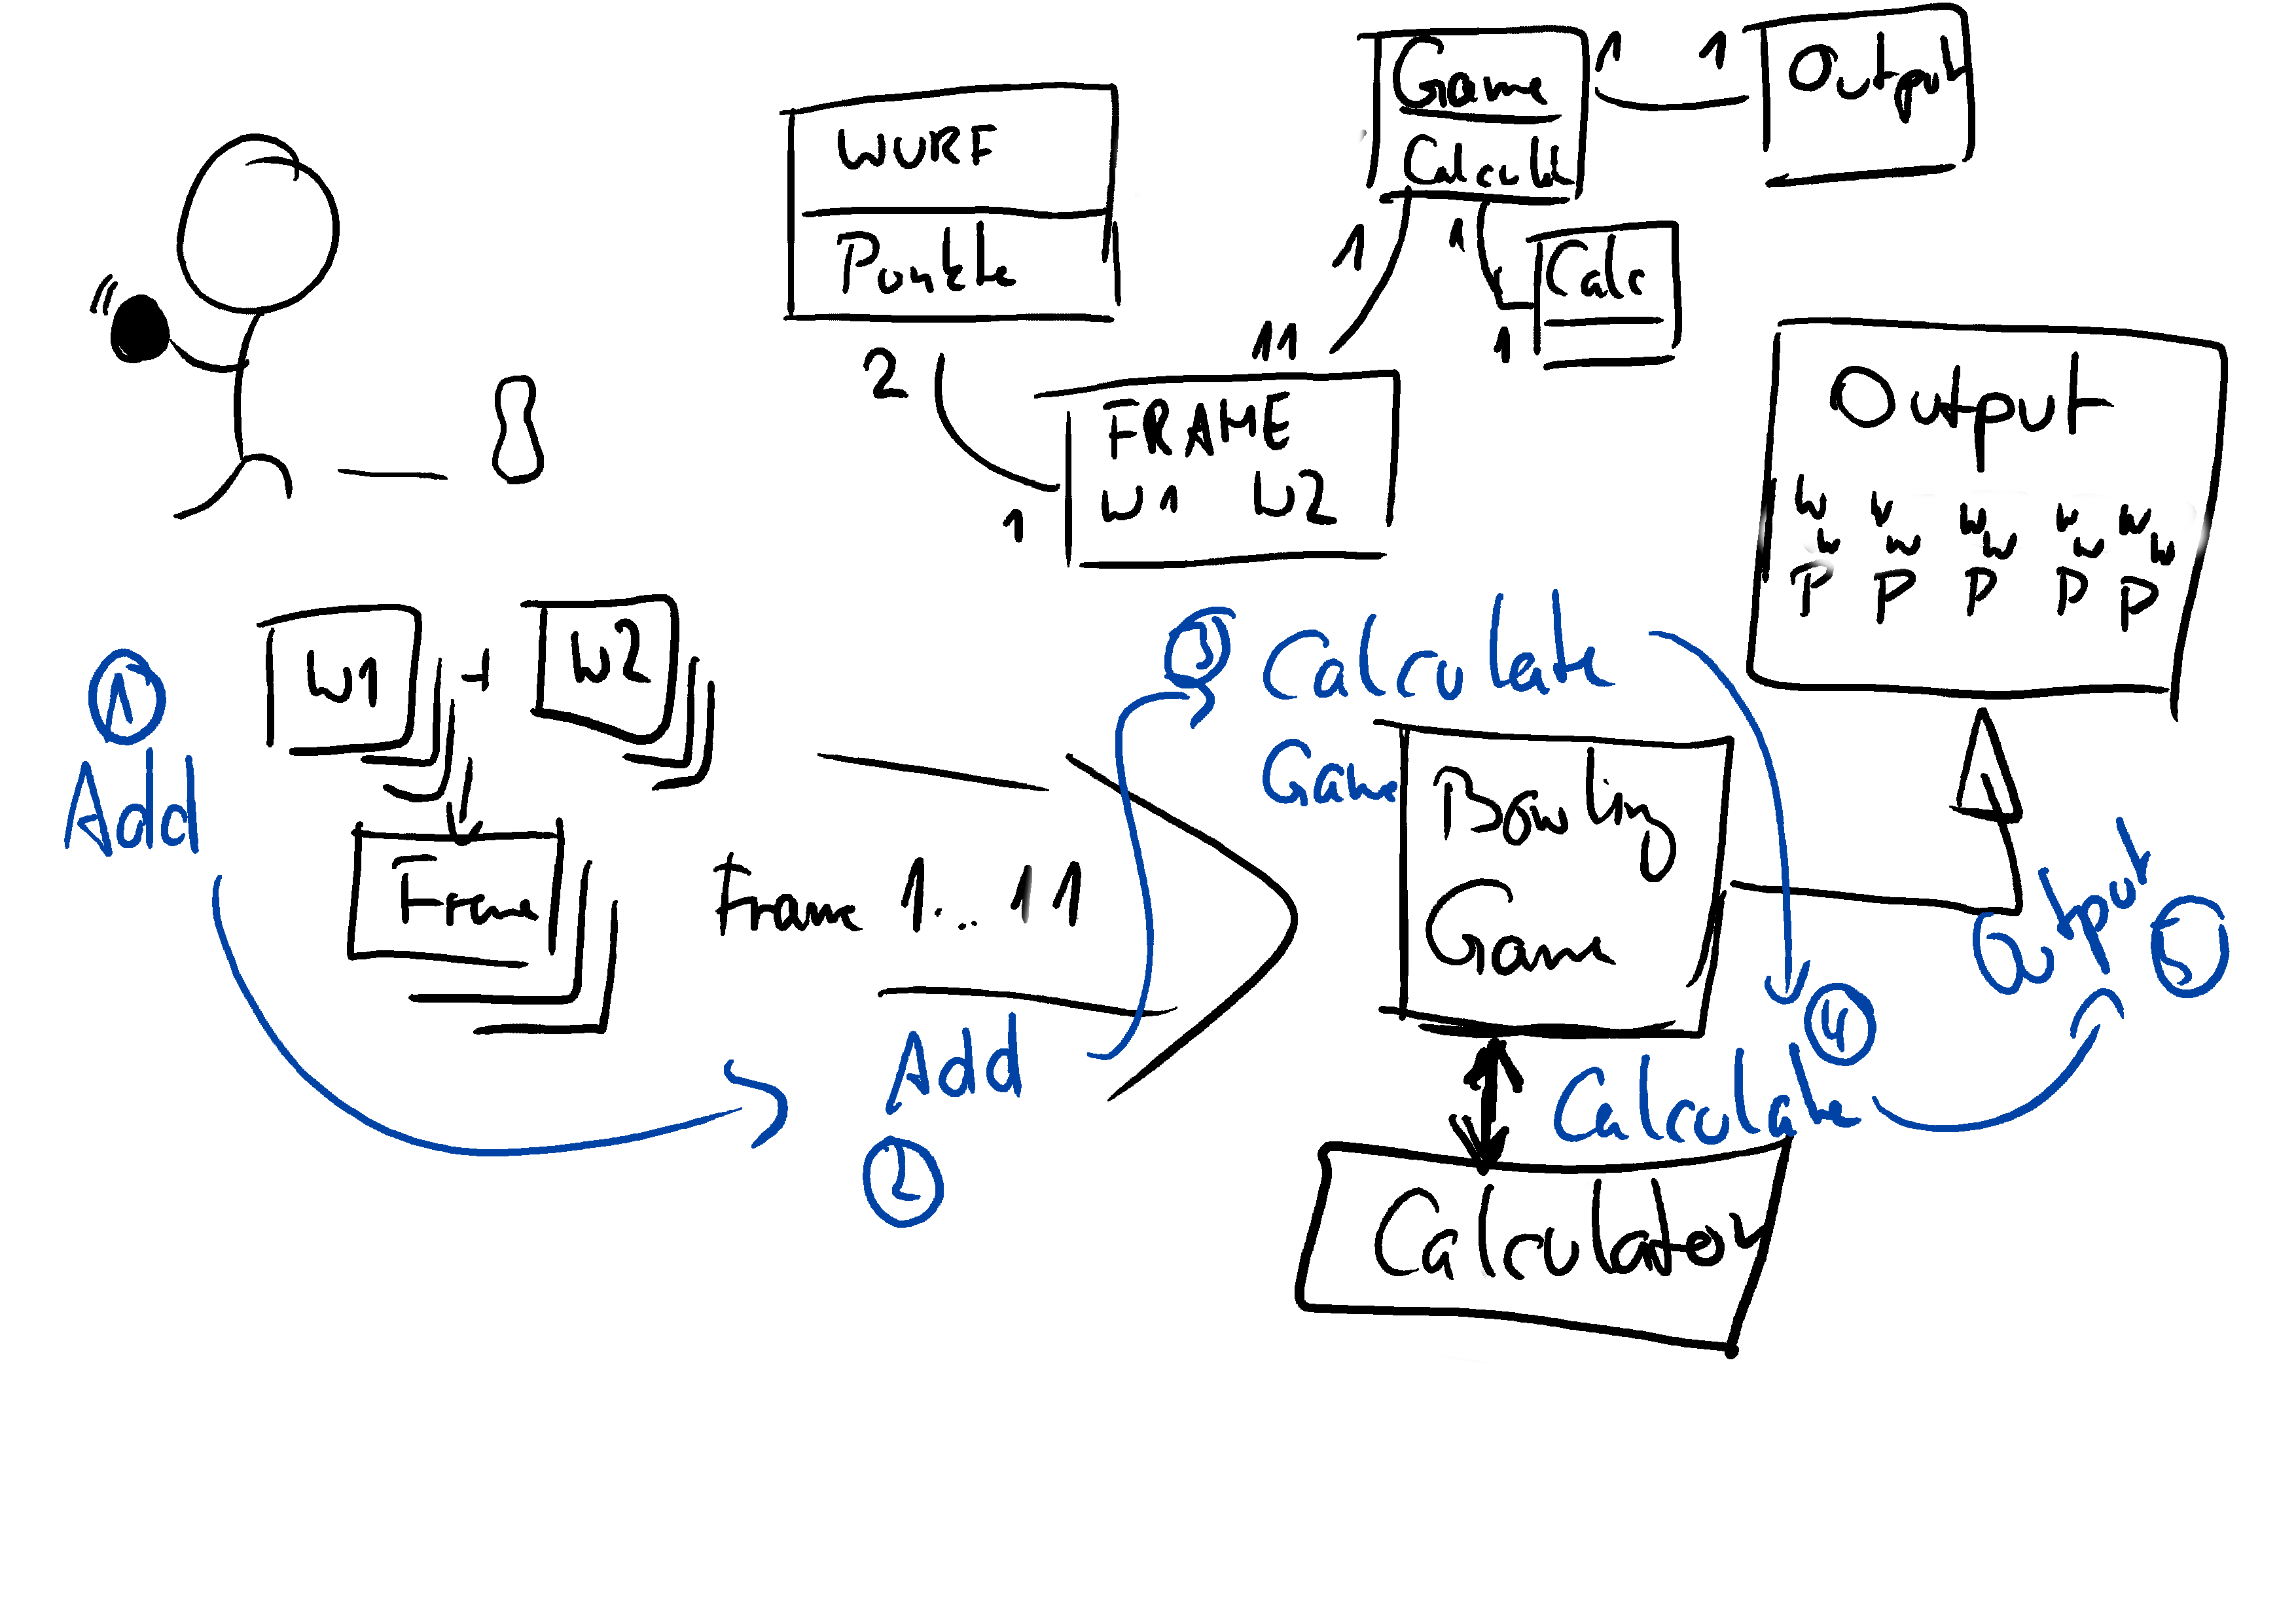 Game
Calculate
1 1
Output
WURF
Punkte
1
1
Calc
1
2
11
FRAME
W1 W2
1
Output
W W W W W
W W W W W
P P P P P
W1 + W2
1
Add
Frame
Frame 1...11
Add
2
3
Calculate
Game
Bowling
Game
Output
5
4
Calculate
Calculator